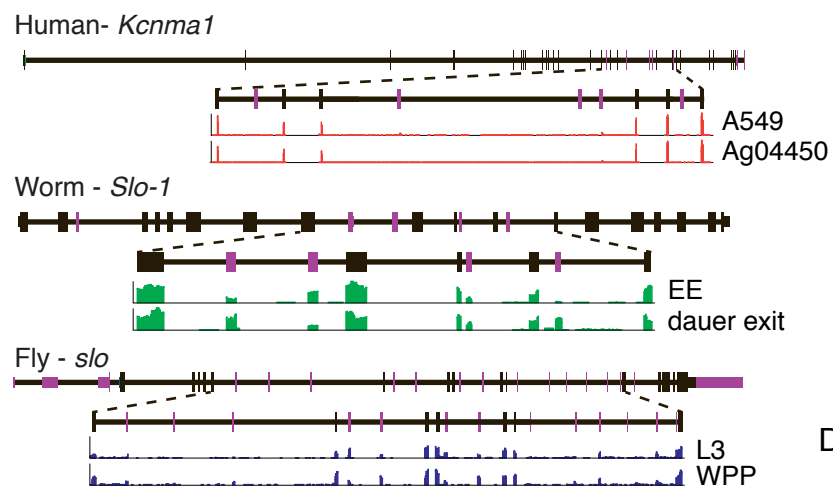 Human- Kcnma1
A549
Ag04450
Worm - Slo-1
EE
dauer exit
Fly - slo
L3
WPP
D